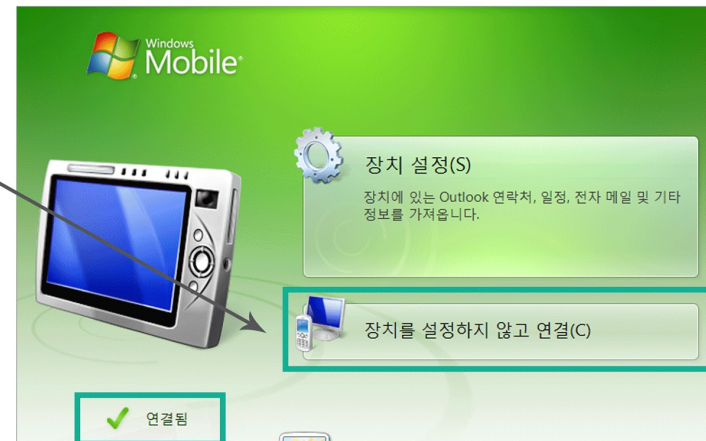 Windows
Mobile
장치 설정(S)
장치에 있는 Outlook 연락처, 일정, 전자 메일 및 기타
정보를 가져옵니다.
장치를 설정하지 않고 연결(C)
연결됨